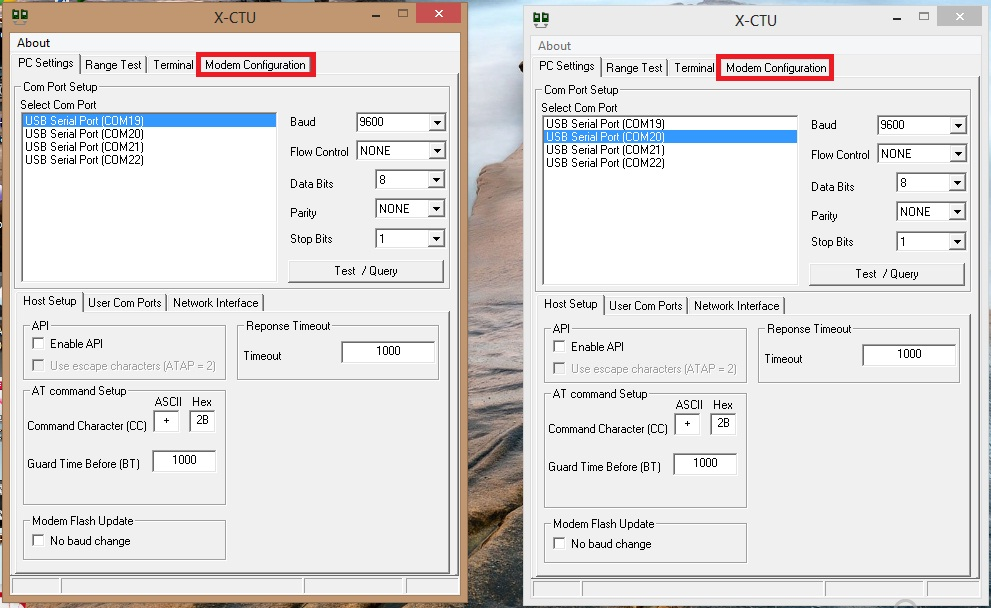 X-CTU
About
PC Settings Range Test Terminal Modem Configuration
Com Port Setup
Select Com Port
USB Serial Port (COM19)
USB Serial Port (COM20)
USB Serial Port (COM21)
USB Serial Port (COM22)
Baud 9600
Flow Control NONE
Data Bits 8
Parity NONE
Stop Bits 1
Test / Query
Host Setup User Com Ports Network Interface
API
Enable API
Use escape characters (ATAP = 2)
Reponse Timeout
Timeout 1000
AT command Setup
ASCII Hex
Command Character (CC) + 2B
Guard Time Before (BT) 1000
Modem Flash Update
No baud change
X-CTU
About
PC Settings Range Test Terminal Modem Configuration
Com Port Setup
Select Com Port
USB Serial Port (COM19)
USB Serial Port (COM20)
USB Serial Port (COM21)
USB Serial Port (COM22)
Baud 9600
Flow Control NONE
Data Bits 8
Parity NONE
Stop Bits 1
Test / Query
Host Setup User Com Ports Network Interface
API
Enable API
Use escape characters (ATAP = 2)
Reponse Timeout
Timeout 1000
AT command Setup
ASCII Hex
Command Character (CC) + 2B
Guard Time Before (BT) 1000
Modem Flash Update
No baud change